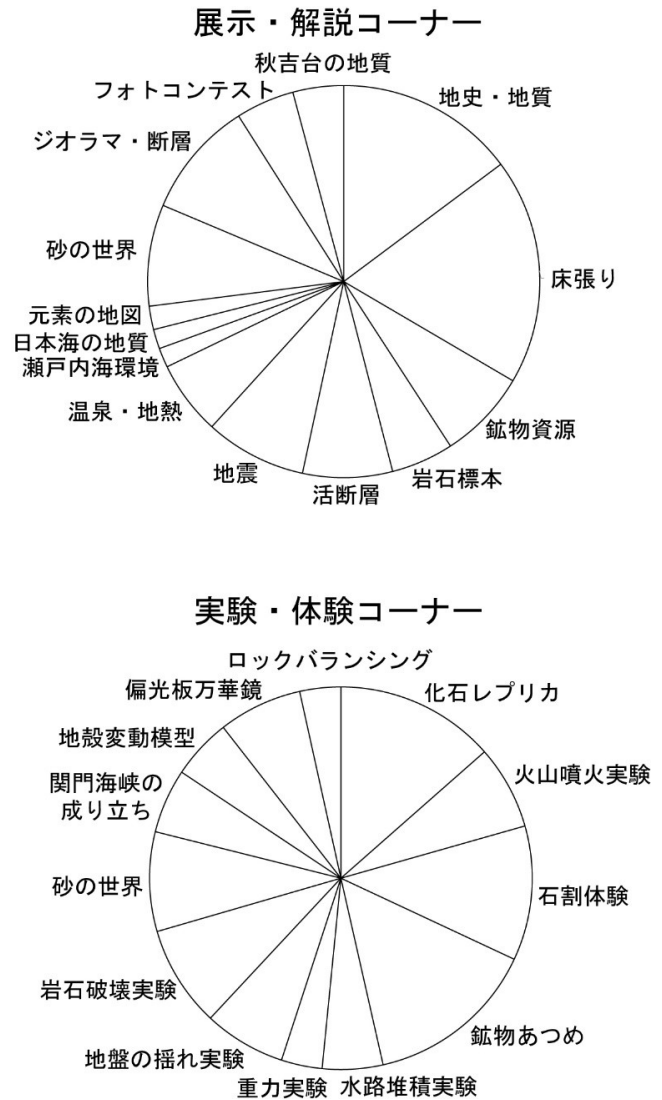 展示・解説コーナー
秋吉台の地質
地史・地質
床張り
鉱物資源
岩石標本
活断層
地震
温泉・地熱
瀬戸内海環境
日本海の地質
元素の地図
砂の世界
ジオラマ・断層
フォトコンテスト
実験・体験コーナー
ロックバランシング
化石レプリカ
火山噴火実験
石割体験
鉱物あつめ
水路堆積実験
重力実験
地盤の揺れ実験
岩石破壊実験
砂の世界
関門海峡の
成り立ち
地殻変動模型
偏光板万華鏡